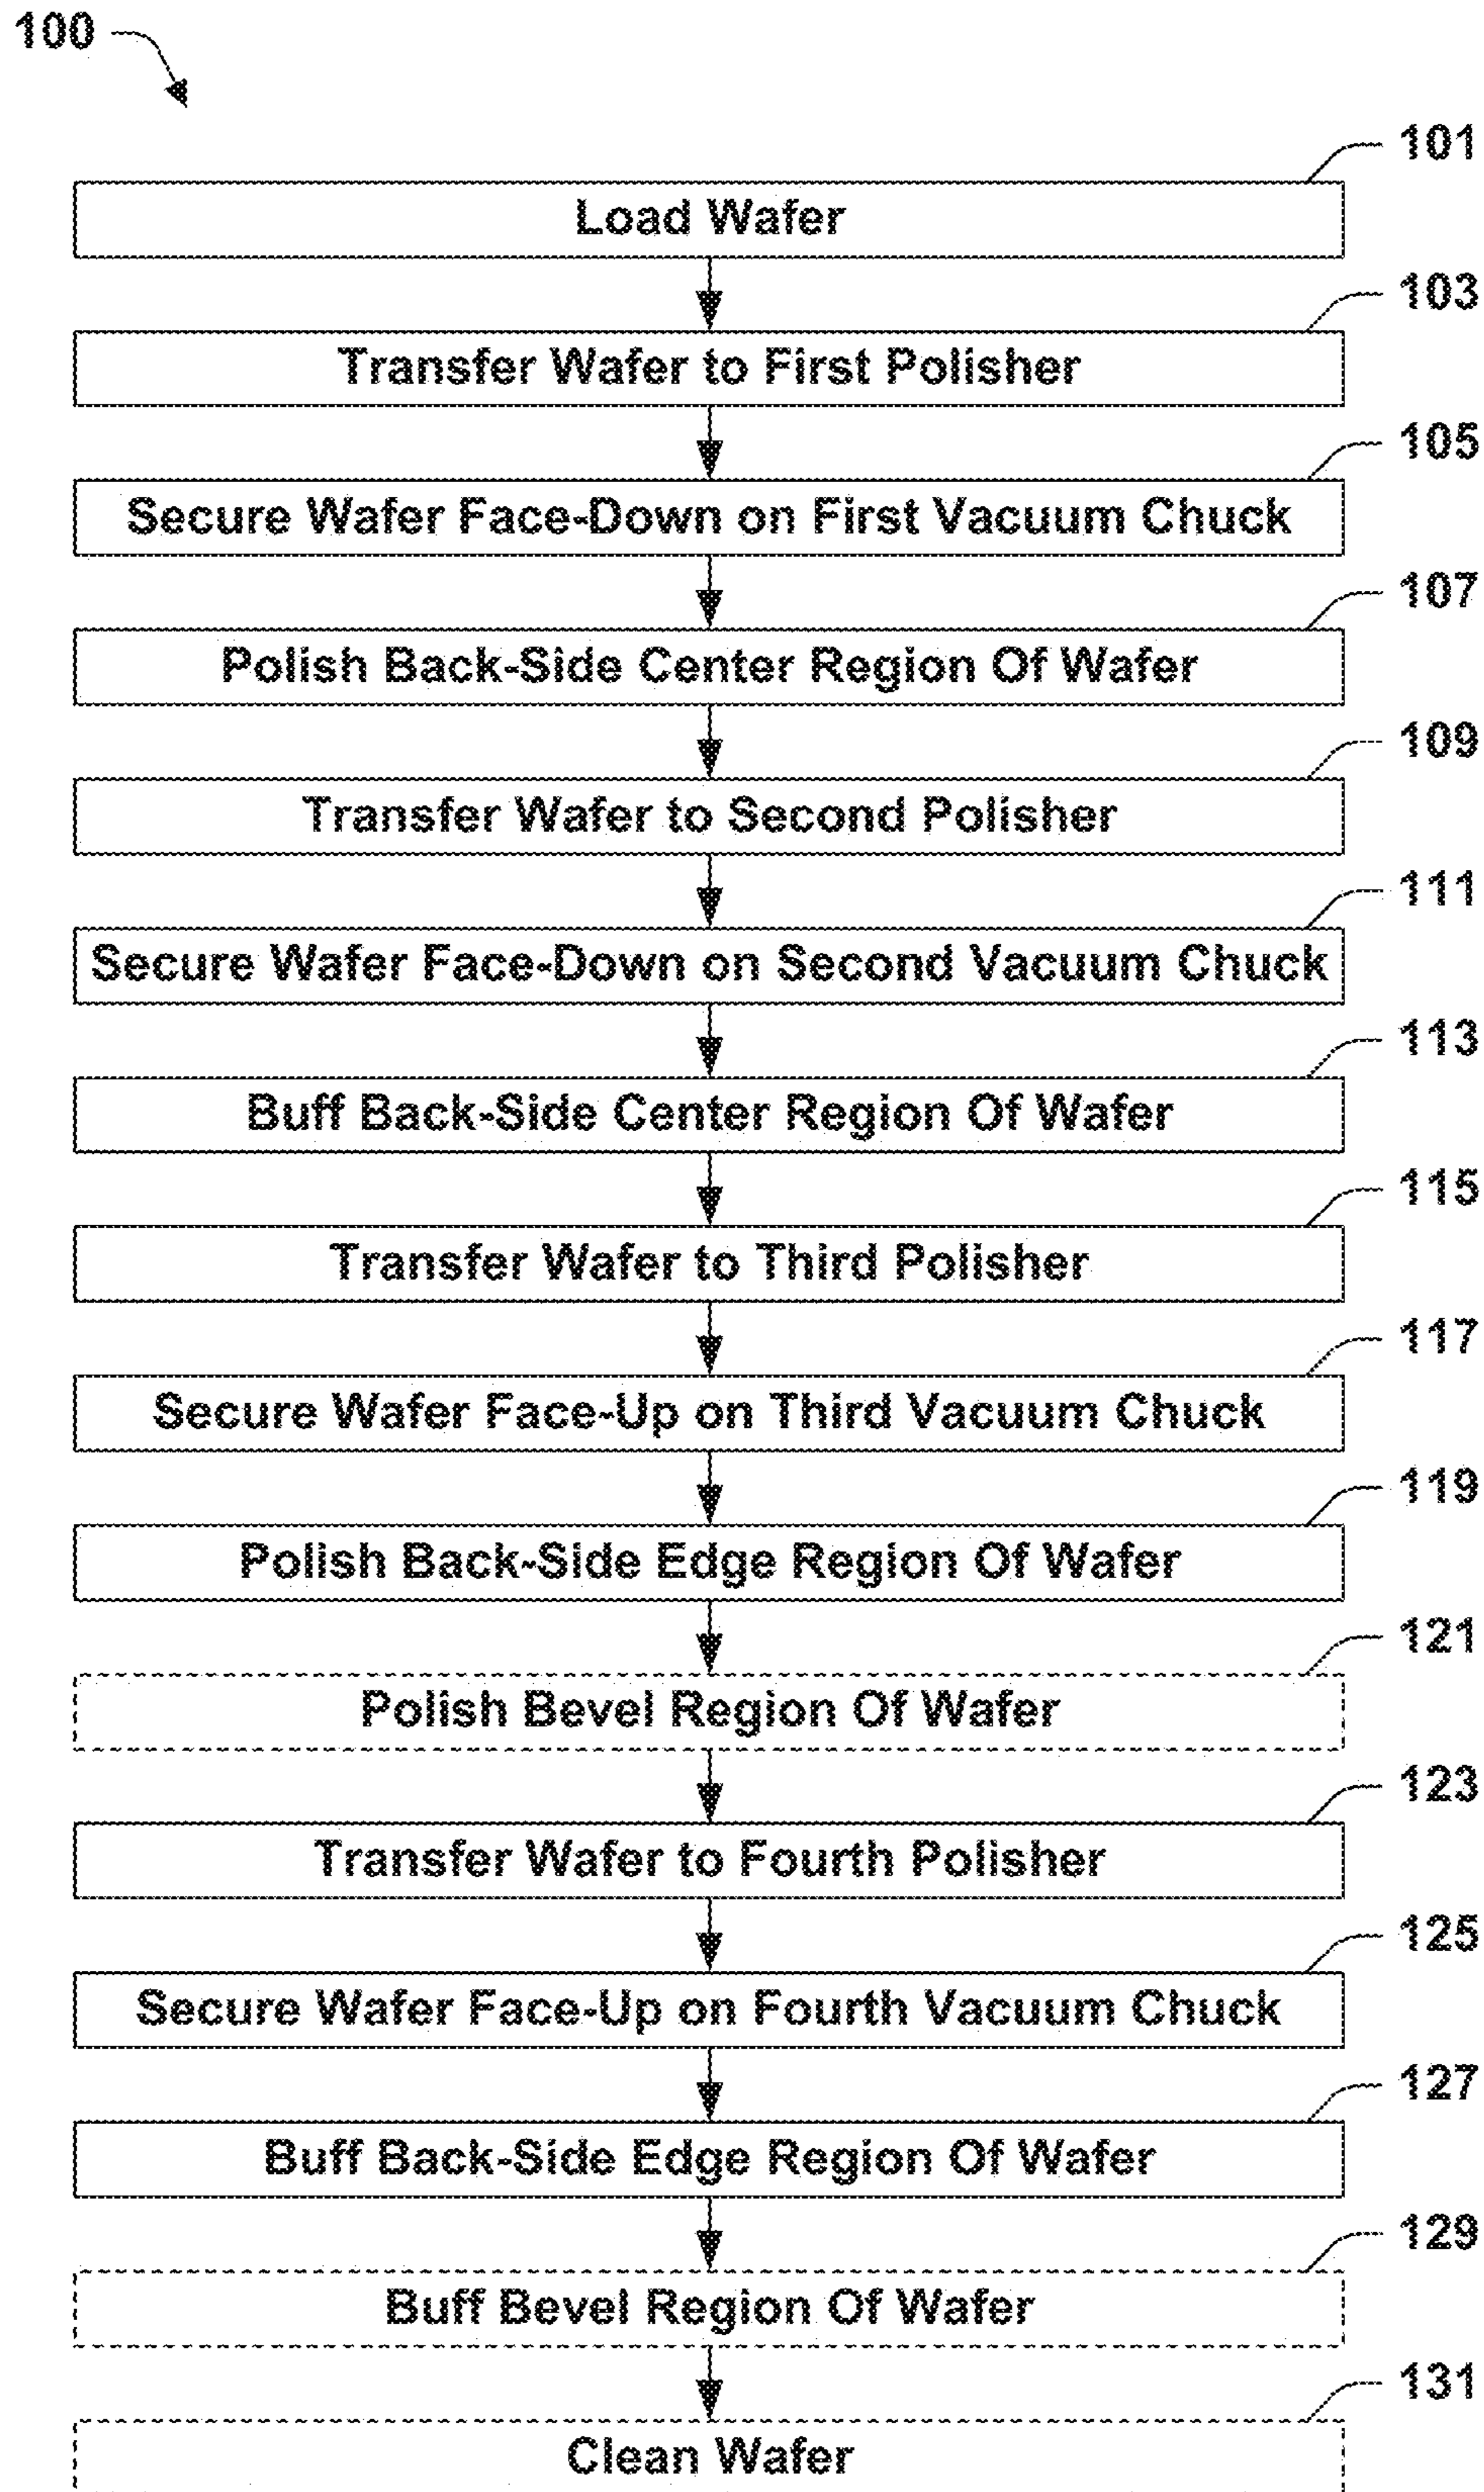 100
101
Load Wafer
103
Transfer Wafer to First Polisher
105
Secure Wafer Face-Down on First Vacuum Chuck
107
Polish Back-Side Center Region Of Wafer
109
Transfer Wafer to Second Polisher
111
Secure Wafer Face-Down on Second Vacuum Chuck
113
Buff Back-Side Center Region Of Wafer
115
Transfer Wafer to Third Polisher
117
Secure Wafer Face-Up on Third Vacuum Chuck
119
Polish Back-Side Edge Region Of Wafer
121
Polish Bevel Region Of Wafer
123
Transfer Wafer to Fourth Polisher
125
Secure Wafer Face-Up on Fourth Vacuum Chuck
127
Buff Back-Side Edge Region Of Wafer
129
Buff Bevel Region Of Wafer
131
Clean Wafer